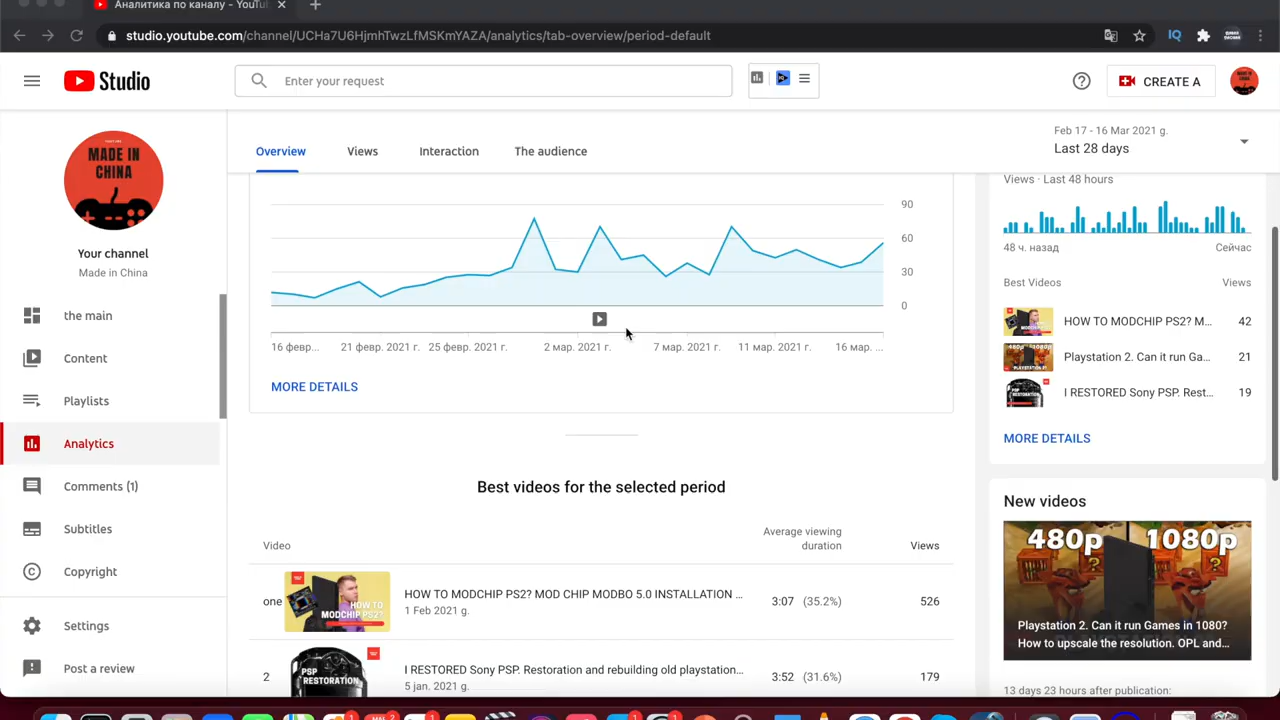 Аналитика по каналу - YouTu
studio.youtube.com/channel/UCHa7U6HjmhTwzLfMSKmYAZA/analytics/tab-overview/period-default
Studio
Enter your request
CREATE A
MADE IN
CHINA
Your channel
Made in China
the main
Content
Playlists
Analytics
Comments (1)
Subtitles
Copyright
Settings
Post a review
Overview
Views
Interaction
The audience
Feb 17 - 16 Mar 2021 g.
Last 28 days
90
60
30
0
16 февр...
21 февр. 2021 г.
25 февр. 2021 г.
2 мар. 2021 г.
7 мар. 2021 г.
11 мар. 2021 г.
16 мар. ...
MORE DETAILS
Best videos for the selected period
Video
Average viewing
duration
Views
one
HOW TO
MODCHIP PS2?
HOW TO MODCHIP PS2? MOD CHIP MODBO 5.0 INSTALLATION ...
1 Feb 2021 g.
3:07 (35.2%)
526
2
PSP
RESTORATION
I RESTORED Sony PSP. Restoration and rebuilding old playstation...
5 jan. 2021 g.
3:52 (31.6%)
179
Views · Last 48 hours
48 ч. назад
Сейчас
Best Videos
Views
HOW TO MODCHIP PS2? M...
42
Playstation 2. Can it run Ga...
21
I RESTORED Sony PSP. Rest...
19
MORE DETAILS
New videos
480p
1080p
Playstation 2. Can it run Games in 1080?
How to upscale the resolution. OPL and...
13 days 23 hours after publication: